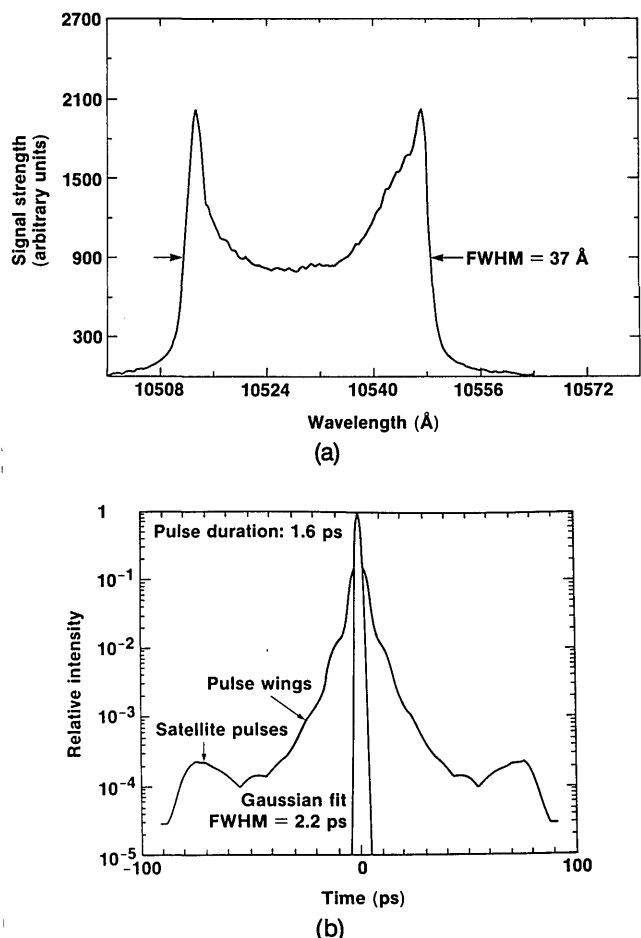 2700
2100
1500
900
300
Signal strength
(arbitrary units)
FWHM = 37 Å
10508 10524 10540 10556 10572
Wavelength (Å)
(a)
1
10⁻¹
10⁻²
10⁻³
10⁻⁴
10⁻⁵
Relative intensity
Pulse duration: 1.6 ps
Pulse wings
Satellite pulses
Gaussian fit
FWHM = 2.2 ps
−100 0 100
Time (ps)
(b)